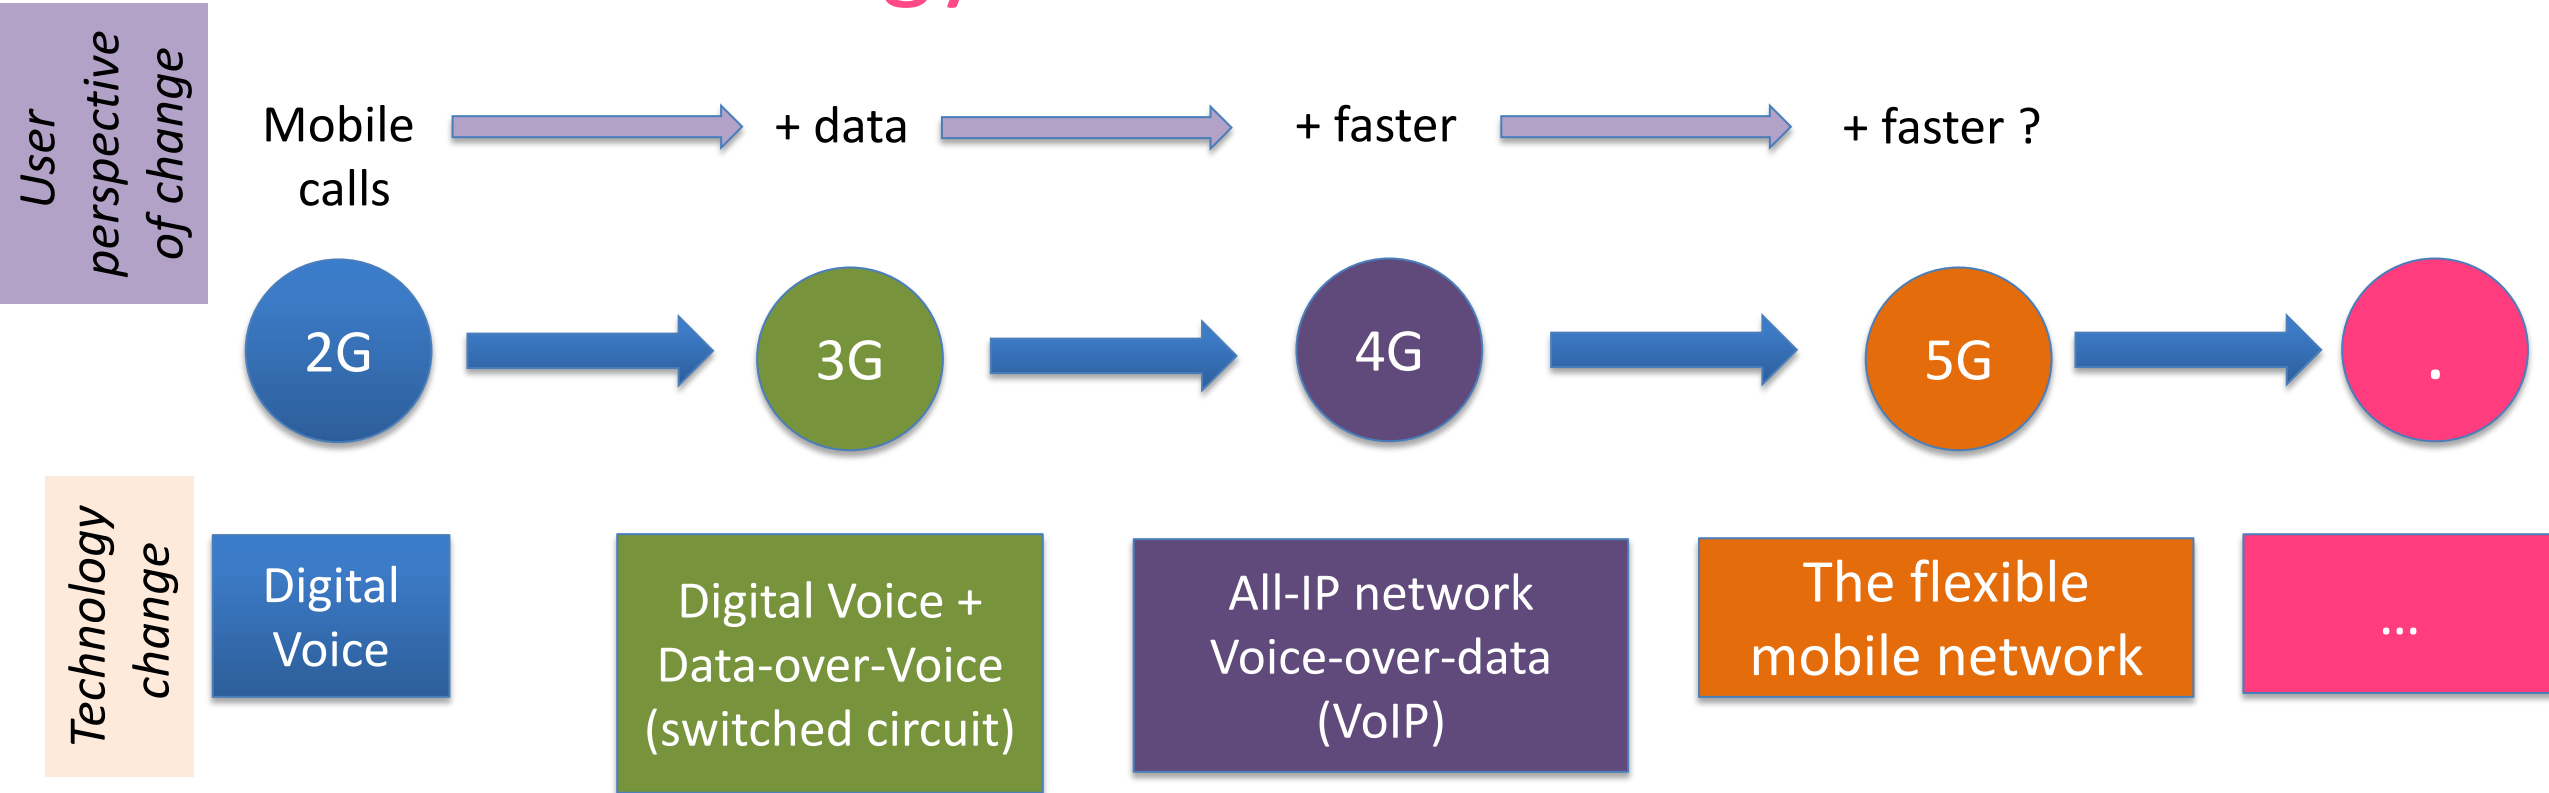 User
perspective
of change
Mobile
calls
+ data
+ faster
+ faster ?
2G
3G
4G
5G
.
Technology
change
Digital
Voice
Digital Voice +
Data-over-Voice
(switched circuit)
All-IP network
Voice-over-data
(VoIP)
The flexible
mobile network
...